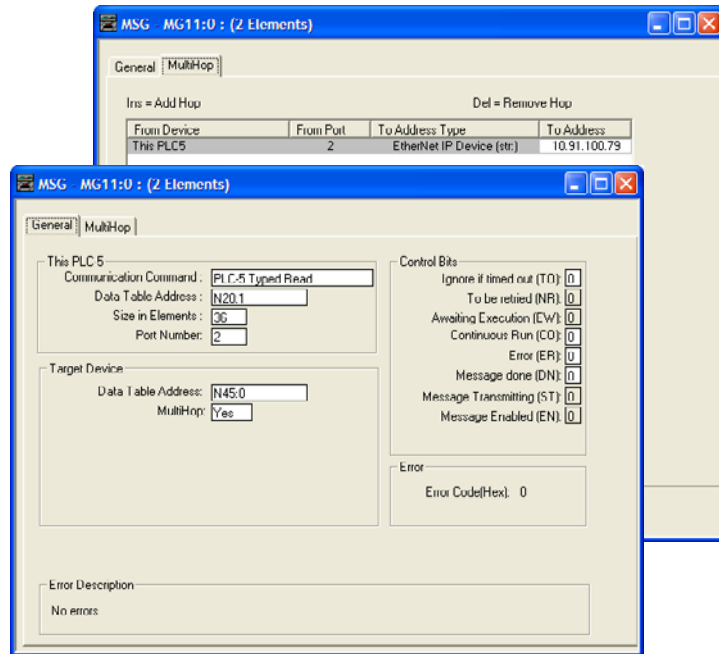 MSG - MG11:0 : (2 Elements)
General MultiHop
Ins = Add Hop Del = Remove Hop
From Device From Port To Address Type To Address
This PLC5 2 EtherNet IP Device (str.) 10.91.100.79
MSG - MG11:0 : (2 Elements)
General MultiHop
This PLC 5
Communication Command : PLC-5 Typed Read
Data Table Address : N20:1
Size in Elements : 36
Port Number: 2
Target Device
Data Table Address: N45:0
MultiHop: Yes
Control Bits
Ignore if timed out (TO): 0
To be retried (NR): 0
Awaiting Execution (EW): 0
Continuous Run (CO): 0
Error (ER): 0
Message done (DN): 0
Message Transmitting (ST): 0
Message Enabled (EN): 0
Error
Error Code(Hex): 0
Error Description
No errors